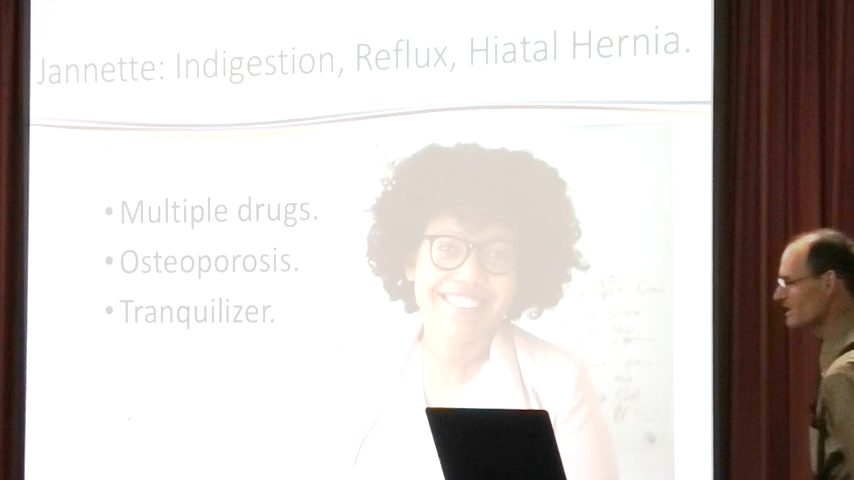 Jannette: Indigestion, Reflux, Hiatal Hernia.
• Multiple drugs.
• Osteoporosis.
• Tranquilizer.